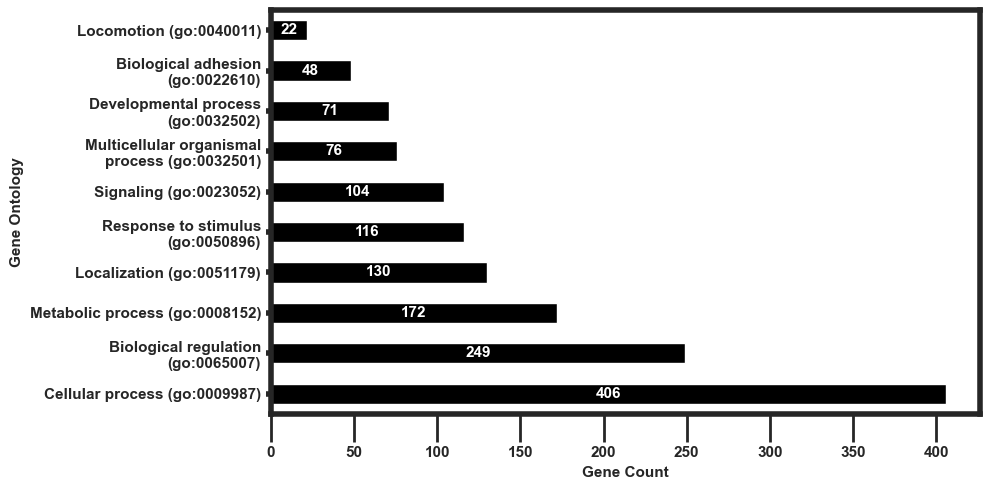 Locomotion (go:0040011)
22
Biological adhesion
(go:0022610)
48
Developmental process
(go:0032502)
71
Multicellular organismal
process (go:0032501)
76
Signaling (go:0023052)
104
Response to stimulus
(go:0050896)
116
Localization (go:0051179)
130
Metabolic process (go:0008152)
172
Biological regulation
(go:0065007)
249
Cellular process (go:0009987)
406
Gene Ontology
0 50 100 150 200 250 300 350 400
Gene Count